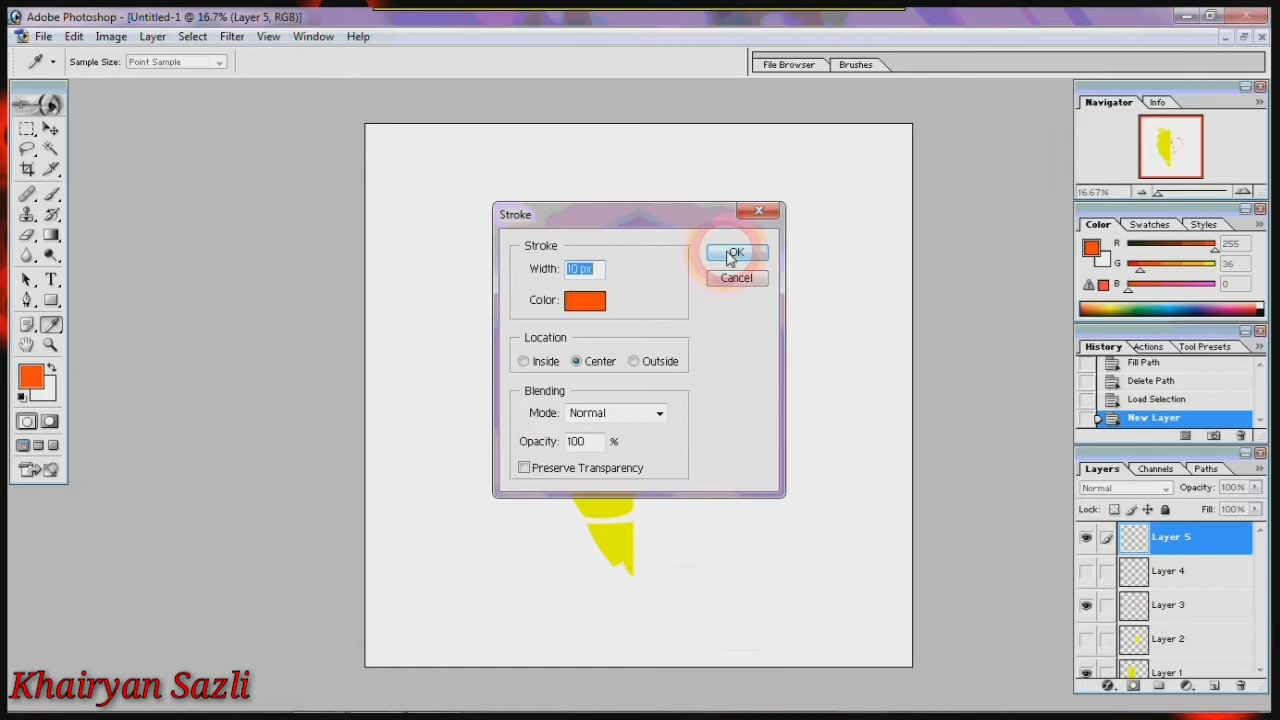 Adobe Photoshop - [Untitled-1 @ 16.7% (Layer 5, RGB)]
File Edit Image Layer Select Filter View Window Help
Sample Size: Point Sample
File Browser Brushes
Navigator Info
16.67%
Stroke
Stroke
Width: 10 px
Color:
OK
Cancel
Location
Inside Center Outside
Blending
Mode: Normal
Opacity: 100 %
Preserve Transparency
Color Swatches Styles
R 255
G 36
B 0
History Actions Tool Presets
Fill Path
Delete Path
Load Selection
New Layer
Layers Channels Paths
Normal Opacity: 100%
Lock: Fill: 100%
Layer 5
Layer 4
Layer 3
Layer 2
Layer 1
Khairyan Sazli